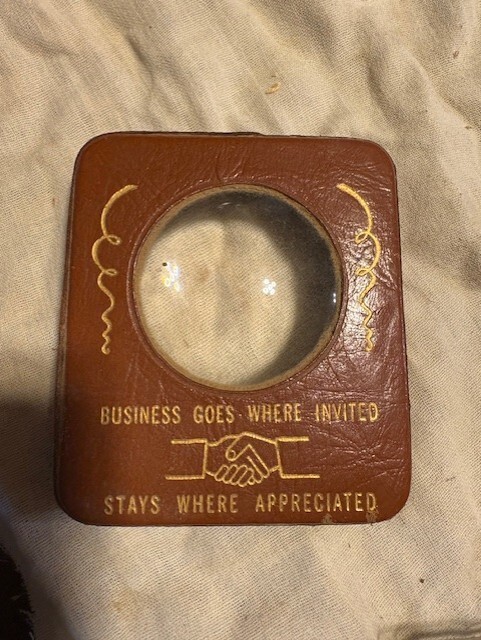 BUSINESS GOES WHERE INVITED
STAYS WHERE APPRECIATED